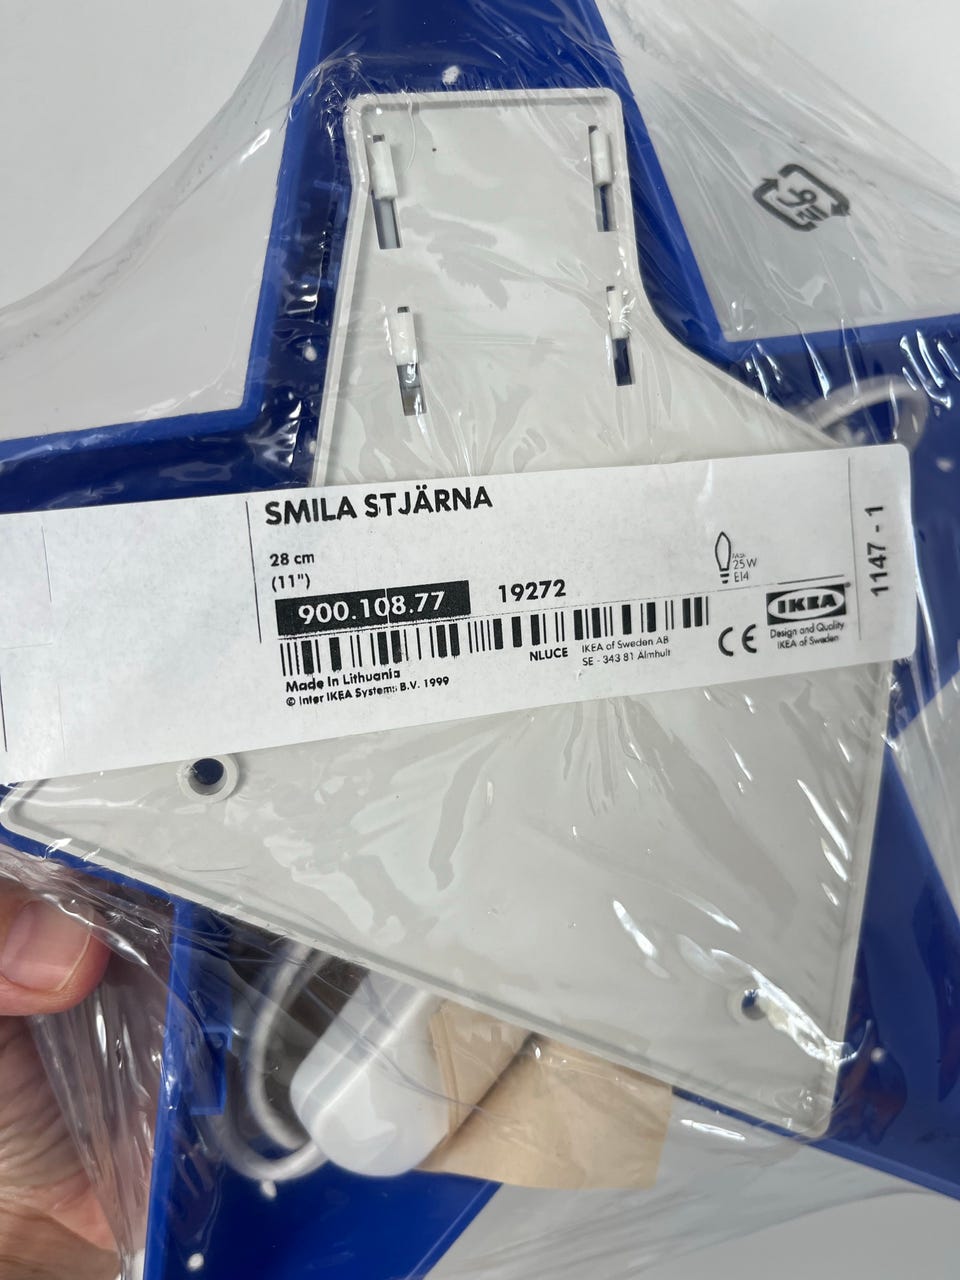 SMILA STJÄRNA
28 cm
(11")
900.108.77
19272
MAX.
25W
E14
1147 - 1
IKEA
Design and Quality
IKEA of Sweden
CE
NLUCE
IKEA of Sweden AB
SE - 343 81 Älmhult
Made in Lithuania
© Inter IKEA Systems B.V. 1999